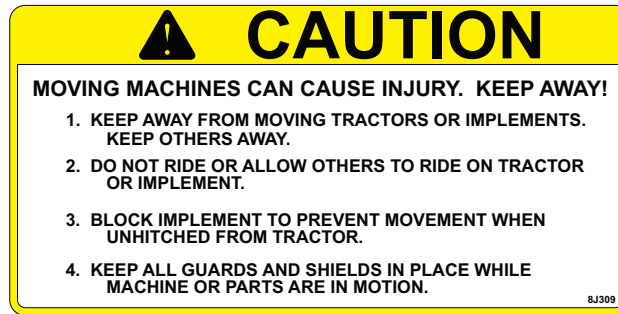 CAUTION
MOVING MACHINES CAN CAUSE INJURY. KEEP AWAY!
1. KEEP AWAY FROM MOVING TRACTORS OR IMPLEMENTS.
KEEP OTHERS AWAY.
2. DO NOT RIDE OR ALLOW OTHERS TO RIDE ON TRACTOR
OR IMPLEMENT.
3. BLOCK IMPLEMENT TO PREVENT MOVEMENT WHEN
UNHITCHED FROM TRACTOR.
4. KEEP ALL GUARDS AND SHIELDS IN PLACE WHILE
MACHINE OR PARTS ARE IN MOTION.
8J309